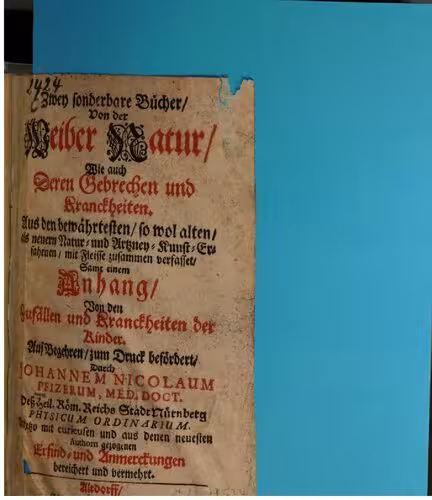 1424
Zwey sonderbare Bücher/
Von der
Weiber Natur/
Wie auch
Deren Gebrechen und
Kranckheiten.
Aus den bewährtesten/ so wol alten/
als neuern Natur- und Artzney-Kunst-Er-
fahrnen/ mit Fleisse zusammen verfasset/
Samt einem
Anhang/
Von den
Zufällen und Kranckheiten der
Kinder.
Auf Begehren/ zum Druck befördert/
Durch
JOHANNEM NICOLAUM
PFIZERUM, MED. DOCT.
Deß Heil. Röm. Reichs Stadt Nürnberg
PHYSICUM ORDINARIUM.
Jetzo mit curieusen und aus denen neuesten
Authorn gezogenen
Erfind- und Anmerckungen
bereichert und vermehrt.
Altdorff/